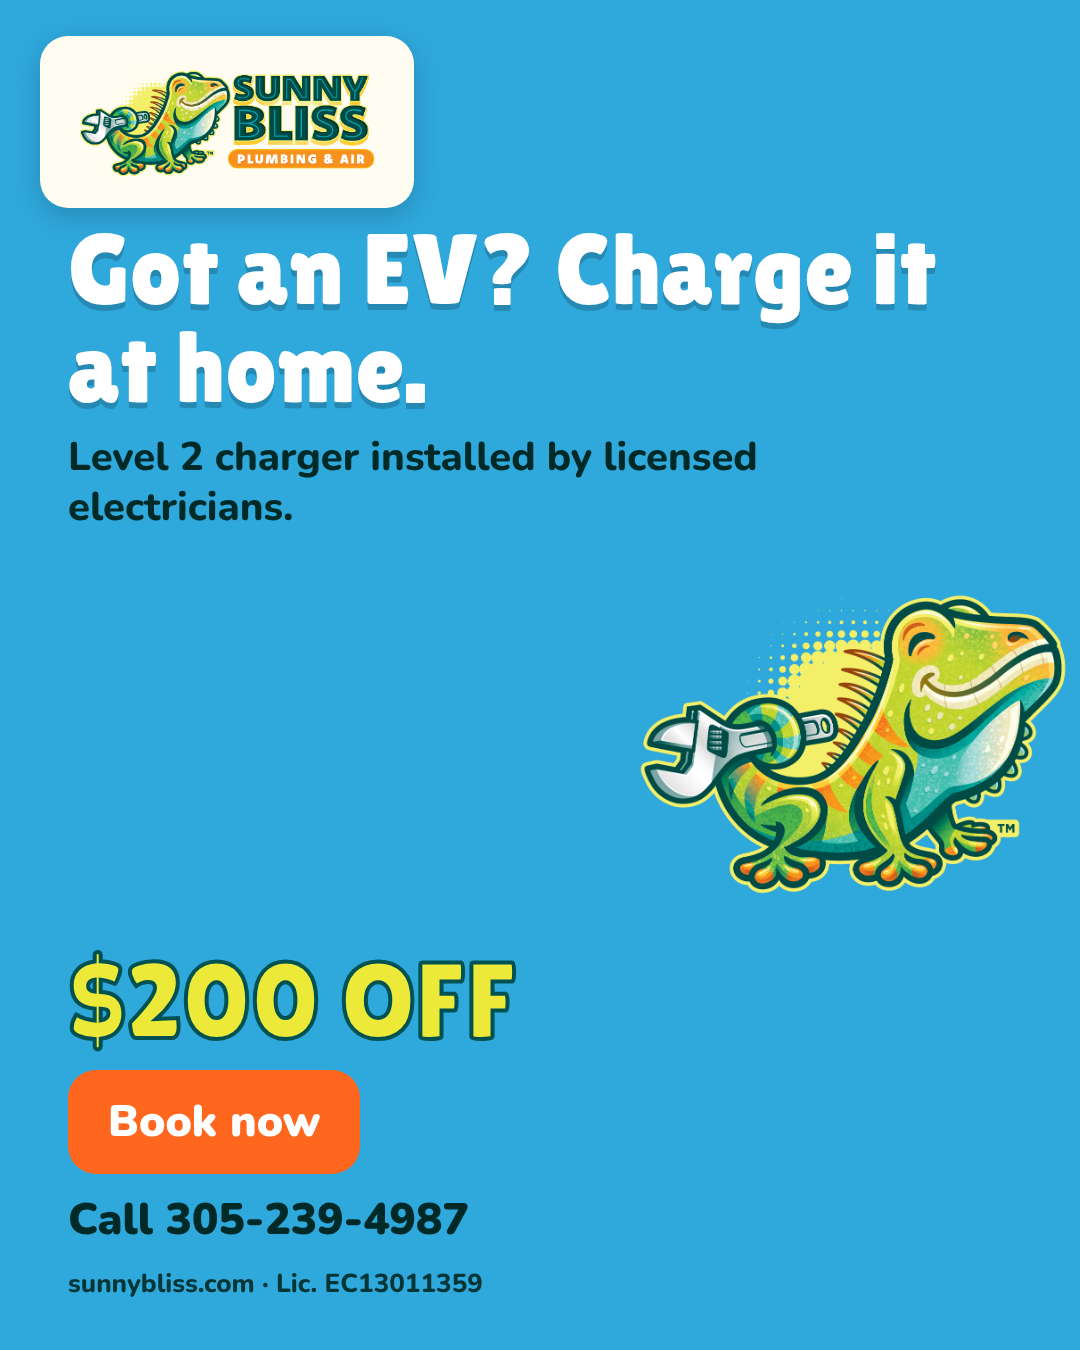 SUNNY
BLISS
PLUMBING & AIR
TM
Got an EV? Charge it
at home.
Level 2 charger installed by licensed
electricians.
TM
$200 OFF
Book now
Call 305-239-4987
sunnybliss.com · Lic. EC13011359